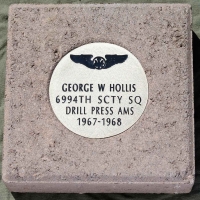 GEORGE W HOLLIS
6994TH SCTY SQ
DRILL PRESS AMS
1967-1968